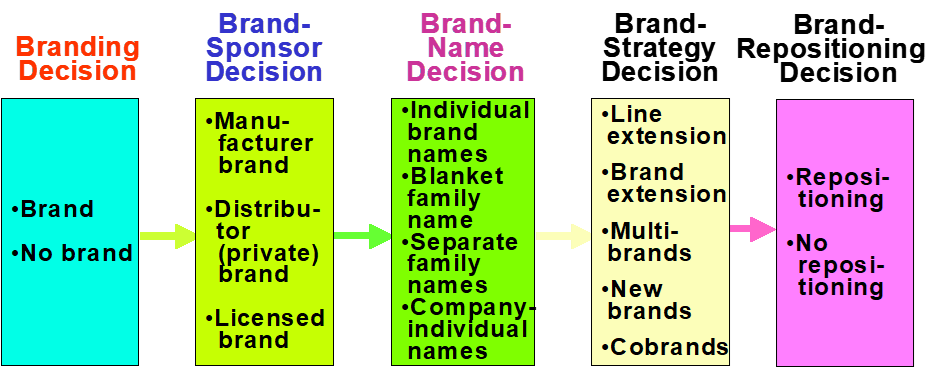 Branding
Decision
Brand-
Sponsor
Decision
Brand-
Name
Decision
Brand-
Strategy
Decision
Brand-
Repositioning
Decision
•Brand
•No brand
•Manu-
facturer
brand
•Distribu-
tor
(private)
brand
•Licensed
brand
•Individual
brand
names
•Blanket
family
name
•Separate
family
names
•Company-
individual
names
•Line
extension
•Brand
extension
•Multi-
brands
•New
brands
•Cobrands
•Reposi-
tioning
•No
reposi-
tioning